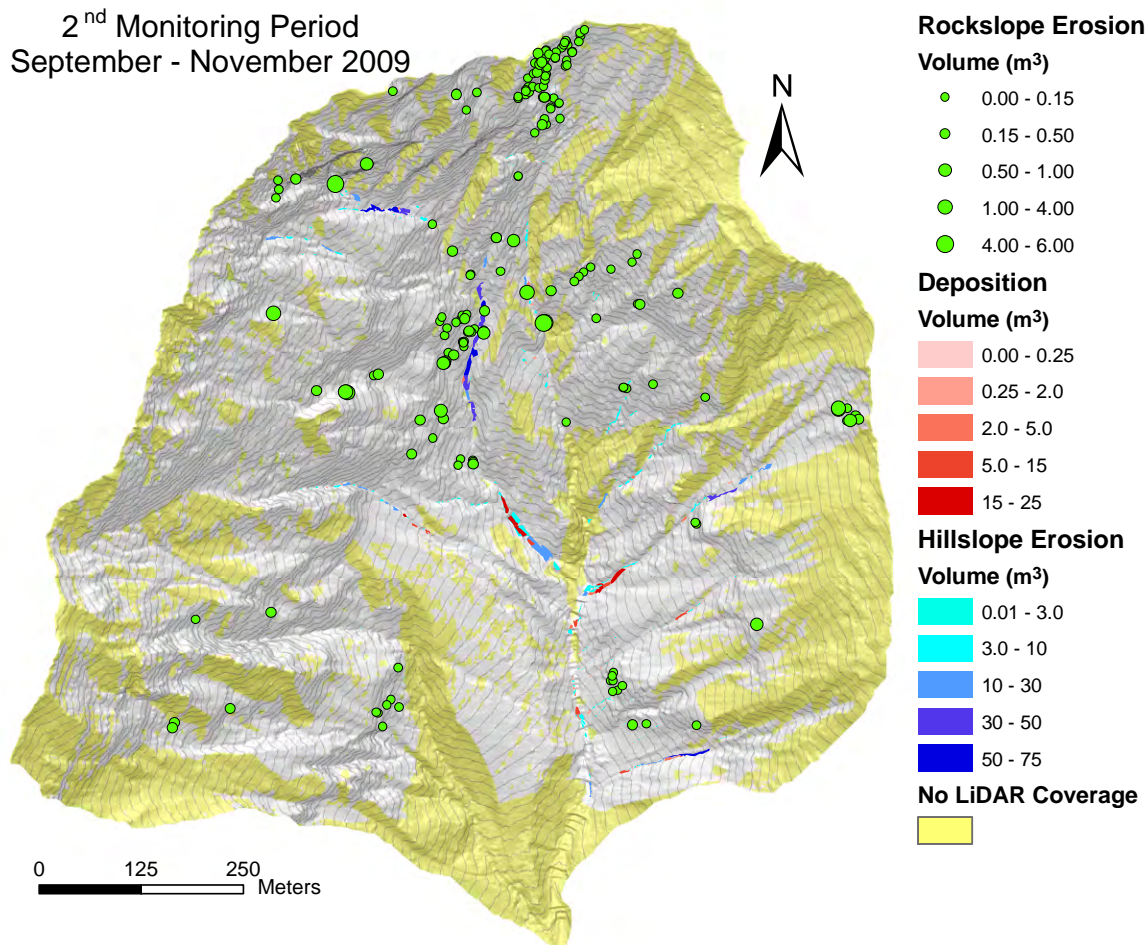 2nd Monitoring Period
September - November 2009
N
0 125 250
Meters
Rockslope Erosion
Volume (m³)
0.00 - 0.15
0.15 - 0.50
0.50 - 1.00
1.00 - 4.00
4.00 - 6.00
Deposition
Volume (m³)
0.00 - 0.25
0.25 - 2.0
2.0 - 5.0
5.0 - 15
15 - 25
Hillslope Erosion
Volume (m³)
0.01 - 3.0
3.0 - 10
10 - 30
30 - 50
50 - 75
No LiDAR Coverage